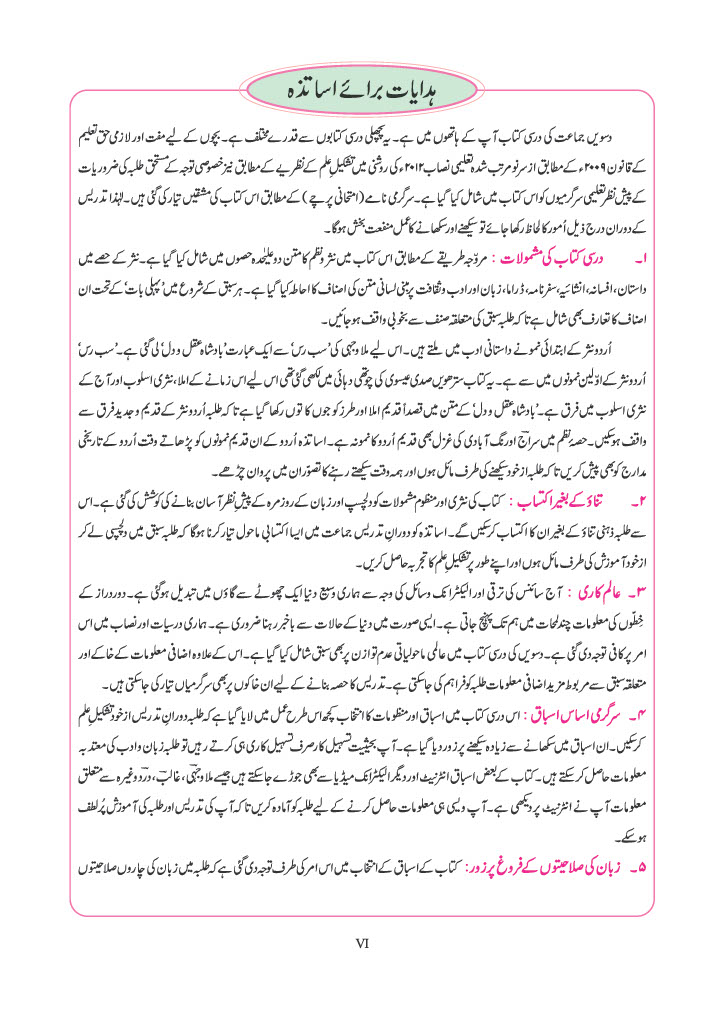 ہدایات برائے اساتذہ
دسویں جماعت کی درسی کتاب آپ کے ہاتھوں میں ہے۔ یہ پچھلی درسی کتابوں سے قدرے مختلف ہے۔ بچوں کے لیے مفت اور لازمی حق تعلیم
کے قانون ۲۰۰۹ء کے مطابق از سرنو مرتب شدہ تعلیمی نصاب ۲۰۱۲ء کی روشنی میں تشکیلِ علم کے نظریے کے مطابق نیز خصوصی توجہ کے مستحق طلبہ کی ضروریات
کے پیش نظر تعلیمی سرگرمیوں کو اس کتاب میں شامل کیا گیا ہے۔ سرگرمی نامے (امتحانی پرچے) کے مطابق اس کتاب کی مشقیں تیار کی گئی ہیں۔ لہٰذا تدریس
کے دوران درج ذیل اُمور کا لحاظ رکھا جائے تو سیکھنے اور سکھانے کا عمل منفعت بخش ہوگا۔
۱۔ درسی کتاب کی مشمولات : مروّجہ طریقے کے مطابق اس کتاب میں نثر و نظم کا متن دو علیٰحدہ حصوں میں شامل کیا گیا ہے۔ نثر کے حصے میں
داستان، افسانہ، انشائیہ، سفرنامہ، ڈراما، زبان اور ادب و ثقافت پر مبنی لسانی متن کی اصناف کا احاطہ کیا گیا ہے۔ ہر سبق کے شروع میں ’پہلی بات‘ کے تحت ان
اصناف کا تعارف بھی شامل ہے تاکہ طلبہ سبق کی متعلقہ صنف سے بخوبی واقف ہو جائیں۔
اُردو نثر کے ابتدائی نمونے داستانی ادب میں ملتے ہیں۔ اس لیے ملا وجہی کی ’سب رس‘ سے ایک عبارت ’بادشاہ عقل و دل‘ لی گئی ہے۔ ’سب رس‘
اُردو نثر کے اوّلین نمونوں میں سے ہے۔ یہ کتاب سترھویں صدی عیسوی کی چوتھی دہائی میں لکھی گئی تھی اس لیے اس زمانے کے املا، نثری اسلوب اور آج کے
نثری اسلوب میں فرق ہے۔ ’بادشاہ عقل و دل‘ کے متن میں قصداً قدیم املا اور طرز کو جوں کا توں رکھا گیا ہے تاکہ طلبہ اُردو نثر کے قدیم و جدید فرق سے
واقف ہو سکیں۔ حصۂ نظم میں سراج اورنگ آبادی کی غزل بھی قدیم اُردو کا نمونہ ہے۔ اساتذہ اُردو کے ان قدیم نمونوں کو پڑھاتے وقت اُردو کے تاریخی
مدارج کو بھی پیش کریں تاکہ طلبہ از خود سیکھنے کی طرف مائل ہوں اور ہمہ وقت سیکھتے رہنے کا تصوّر ان میں پروان چڑھے۔
۲۔ تناؤ کے بغیر اکتساب : کتاب کی نثری اور منظوم مشمولات کو دلچسپ اور زبان کے روزمرہ کے پیش نظر آسان بنانے کی کوشش کی گئی ہے۔ اس
سے طلبہ ذہنی تناؤ کے بغیر ان کا اکتساب کر سکیں گے۔ اساتذہ کو دورانِ تدریس جماعت میں ایسا اکتسابی ماحول تیار کرنا ہوگا کہ طلبہ سبق میں دلچسپی لے کر
از خود آموزش کی طرف مائل ہوں اور اپنے طور پر تشکیلِ علم کا تجربہ حاصل کریں۔
۳۔ عالم کاری : آج سائنس کی ترقی اور الیکٹرانک وسائل کی وجہ سے ہماری وسیع دنیا ایک چھوٹے سے گاؤں میں تبدیل ہو گئی ہے۔ دور دراز کے
خِطّوں کی معلومات چند لمحات میں ہم تک پہنچ جاتی ہے۔ ایسی صورت میں دنیا کے حالات سے باخبر رہنا ضروری ہے۔ ہماری درسیات اور نصاب میں اس
امر پر کافی توجہ دی گئی ہے۔ دسویں کی درسی کتاب میں عالمی ماحولیاتی عدم توازن پر بھی سبق شامل کیا گیا ہے۔ اس کے علاوہ اضافی معلومات کے خاکے اور
متعلقہ سبق سے مربوط مزید اضافی معلومات طلبہ کو فراہم کی جا سکتی ہے۔ تدریس کا حصہ بنانے کے لیے ان خاکوں پر بھی سرگرمیاں تیار کی جا سکتی ہیں۔
۴۔ سرگرمی اساس اسباق : اس درسی کتاب میں اسباق اور منظومات کا انتخاب کچھ اس طرح عمل میں لایا گیا ہے کہ طلبہ دورانِ تدریس از خود تشکیلِ علم
کر سکیں۔ ان اسباق میں سکھانے سے زیادہ سیکھنے پر زور دیا گیا ہے۔ آپ بحیثیت تسہیل کار صرف تسہیل کاری ہی کرتے رہیں تو طلبہ زبان و ادب کی معتدبہ
معلومات حاصل کر سکتے ہیں۔ کتاب کے بعض اسباق انٹرنیٹ اور دیگر الیکٹرانک میڈیا سے بھی جوڑے جا سکتے ہیں جیسے ملا وجہی، غالب، درد وغیرہ سے متعلق
معلومات آپ نے انٹرنیٹ پر دیکھی ہے۔ آپ ویسی ہی معلومات حاصل کرنے کے لیے طلبہ کو آمادہ کریں تاکہ آپ کی تدریس اور طلبہ کی آموزش پُر لطف
ہو سکے۔
۵۔ زبان کی صلاحیتوں کے فروغ پر زور: کتاب کے اسباق کے انتخاب میں اس امر کی طرف توجہ دی گئی ہے کہ طلبہ میں زبان کی چاروں صلاحیتوں
VI